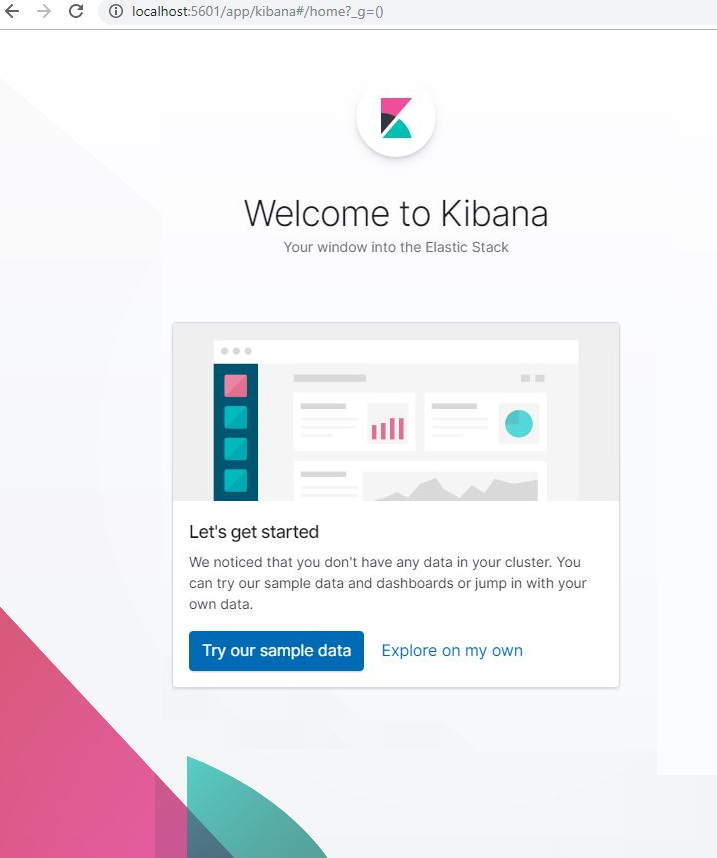 localhost:5601/app/kibana#/home?_g=()
Welcome to Kibana
Your window into the Elastic Stack
Let's get started
We noticed that you don't have any data in your cluster. You
can try our sample data and dashboards or jump in with your
own data.
Try our sample data
Explore on my own